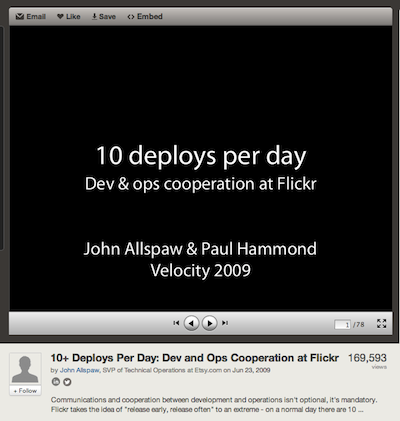 Email Like Save Embed
10 deploys per day
Dev & ops cooperation at Flickr
John Allspaw & Paul Hammond
Velocity 2009
1 /78
10+ Deploys Per Day: Dev and Ops Cooperation at Flickr 169,593
views
by John Allspaw, SVP of Technical Operations at Etsy.com on Jun 23, 2009
+ Follow
Communications and cooperation between development and operations isn't optional, it's mandatory.
Flickr takes the idea of "release early, release often" to an extreme - on a normal day there are 10 ...